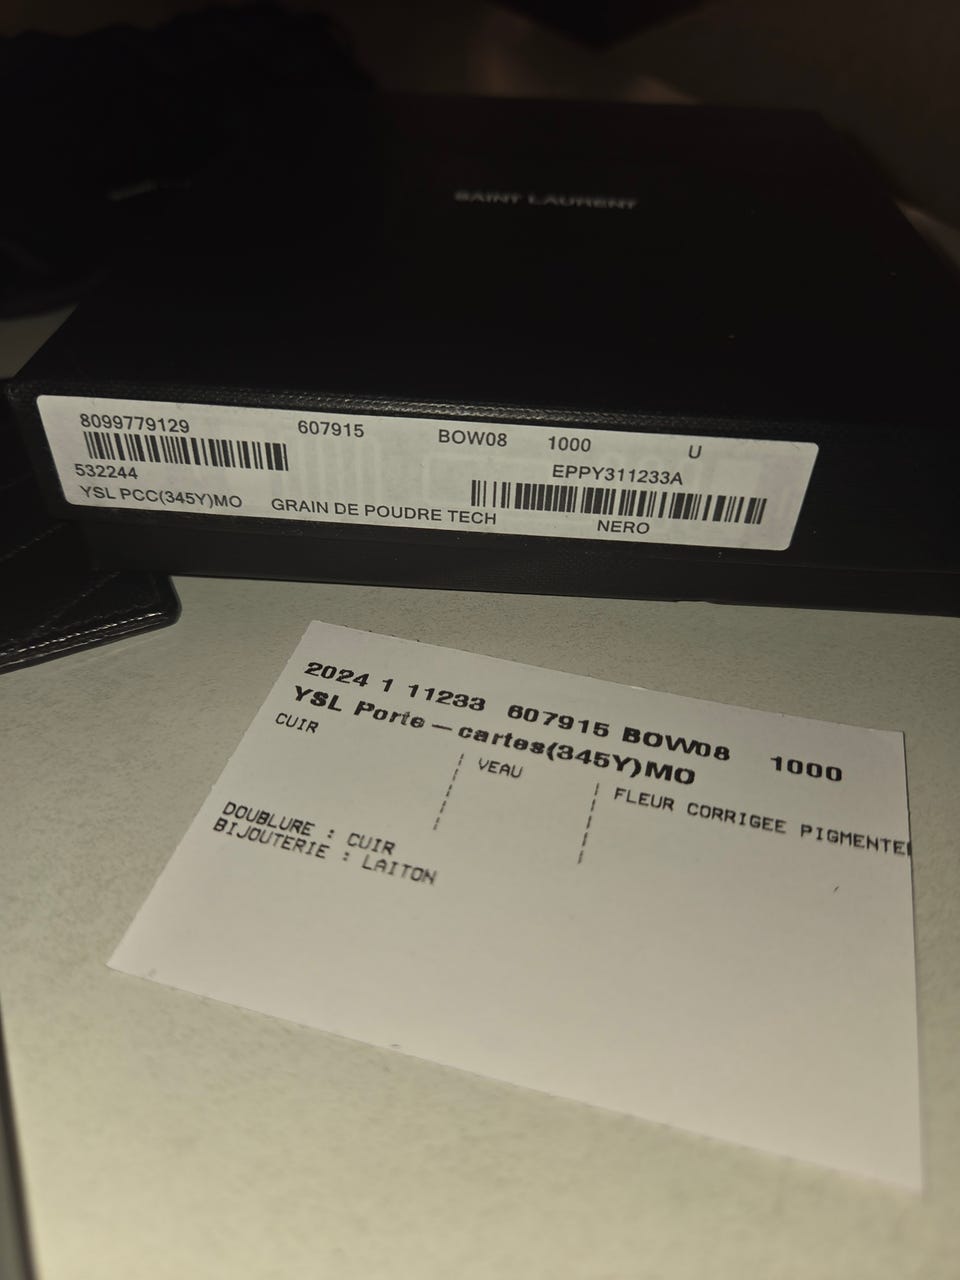 SAINT LAURENT
8099779129 607915 BOW08 1000 U
532244 EPPY311233A
YSL PCC(345Y)MO GRAIN DE POUDRE TECH NERO
2024 1 11233 607915 BOW08 1000
YSL Porte-cartes(345Y)MO
CUIR VEAU FLEUR CORRIGEE PIGMENTE
DOUBLURE : CUIR
BIJOUTERIE : LAITON